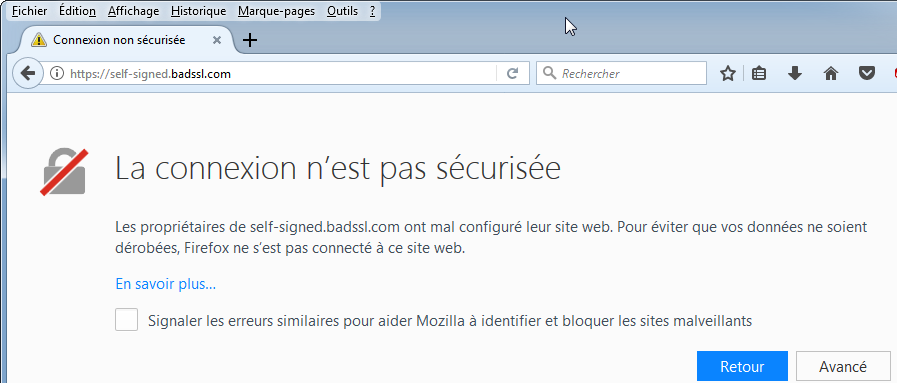 Fichier Édition Affichage Historique Marque-pages Outils ?
Connexion non sécurisée
https://self-signed.badssl.com
Rechercher
La connexion n’est pas sécurisée
Les propriétaires de self-signed.badssl.com ont mal configuré leur site web. Pour éviter que vos données ne soient
dérobées, Firefox ne s’est pas connecté à ce site web.
En savoir plus…
Signaler les erreurs similaires pour aider Mozilla à identifier et bloquer les sites malveillants
Retour Avancé